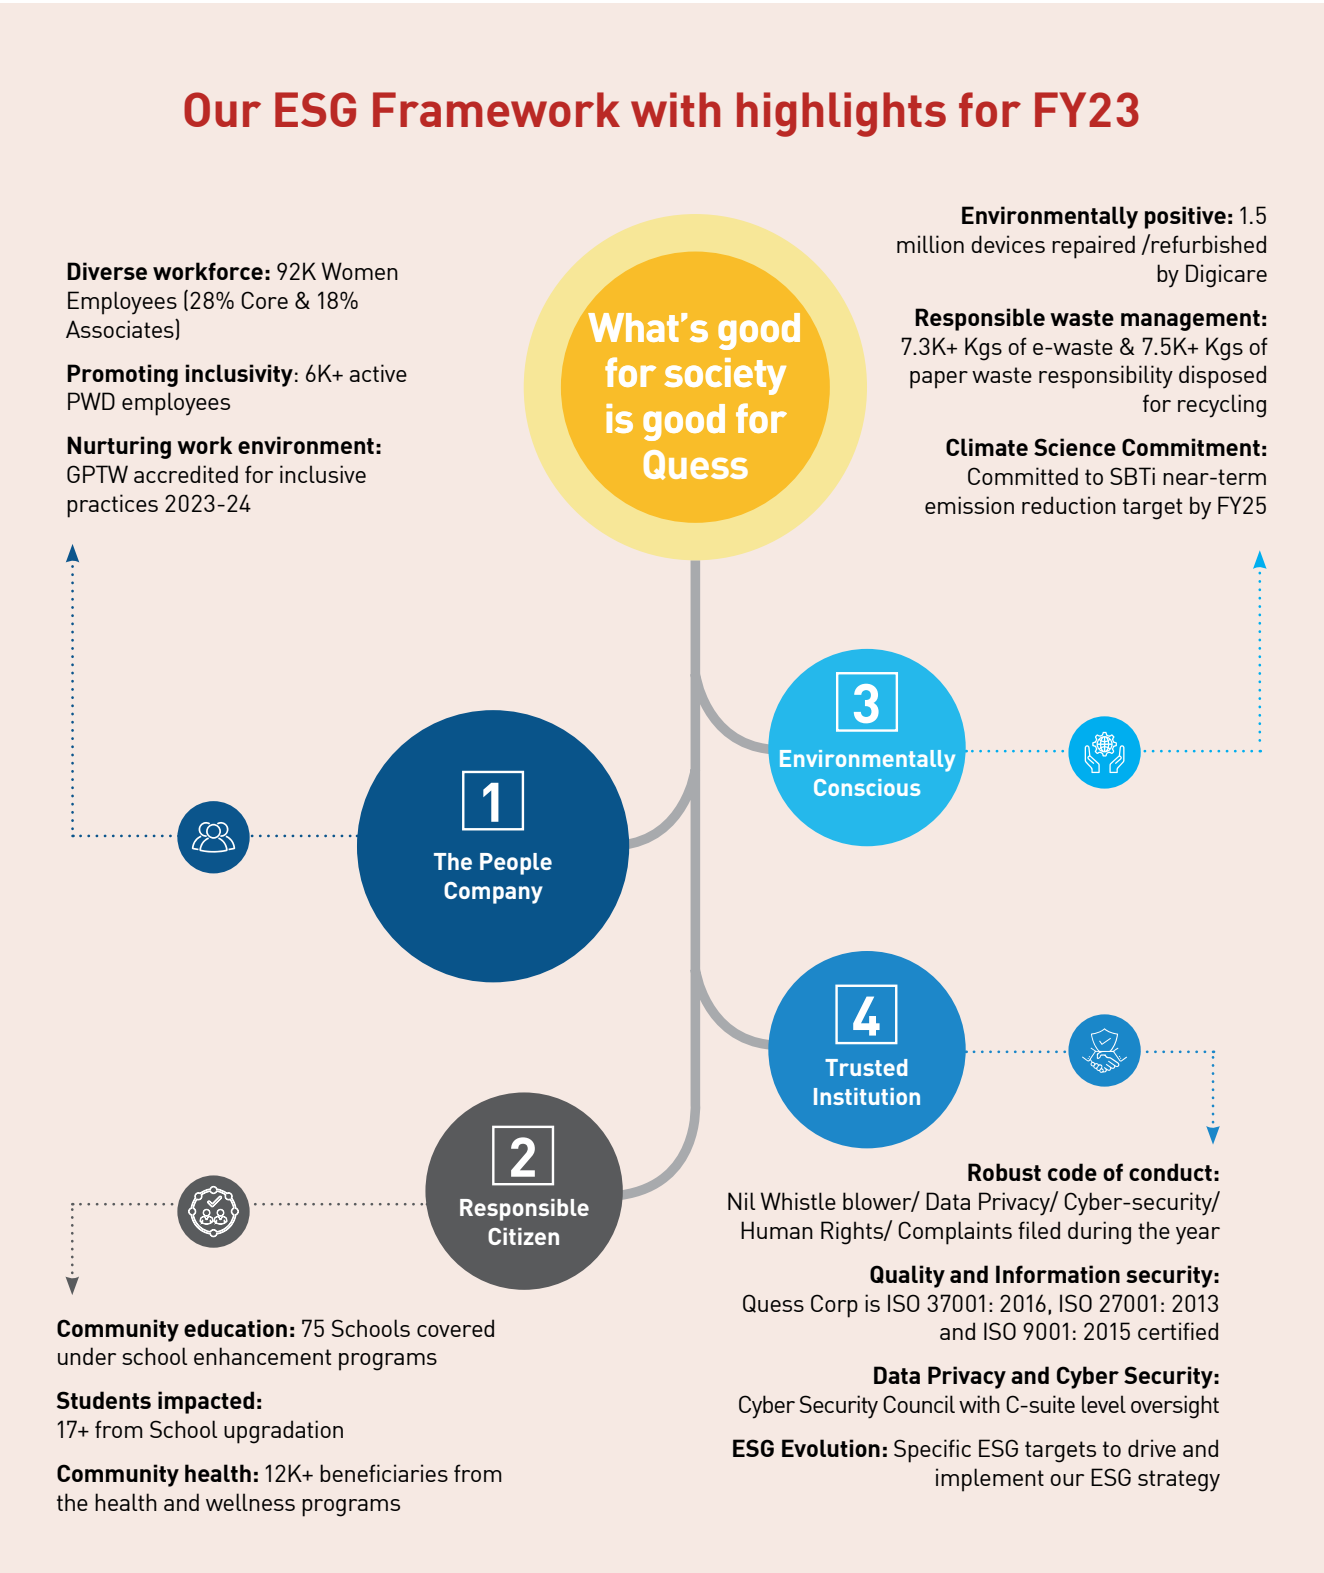 Our ESG Framework with highlights for FY23
Diverse workforce: 92K Women
Employees (28% Core & 18%
Associates)
Promoting inclusivity: 6K+ active
PWD employees
Nurturing work environment:
GPTW accredited for inclusive
practices 2023-24
What's good
for society
is good for
Quess
Environmentally positive: 1.5
million devices repaired /refurbished
by Digicare
Responsible waste management:
7.3K+ Kgs of e-waste & 7.5K+ Kgs of
paper waste responsibility disposed
for recycling
Climate Science Commitment:
Committed to SBTi near-term
emission reduction target by FY25
1
The People
Company
3
Environmentally
Conscious
2
Responsible
Citizen
4
Trusted
Institution
Community education: 75 Schools covered
under school enhancement programs
Students impacted:
17+ from School upgradation
Community health: 12K+ beneficiaries from
the health and wellness programs
Robust code of conduct:
Nil Whistle blower/ Data Privacy/ Cyber-security/
Human Rights/ Complaints filed during the year
Quality and Information security:
Quess Corp is ISO 37001: 2016, ISO 27001: 2013
and ISO 9001: 2015 certified
Data Privacy and Cyber Security:
Cyber Security Council with C-suite level oversight
ESG Evolution: Specific ESG targets to drive and
implement our ESG strategy